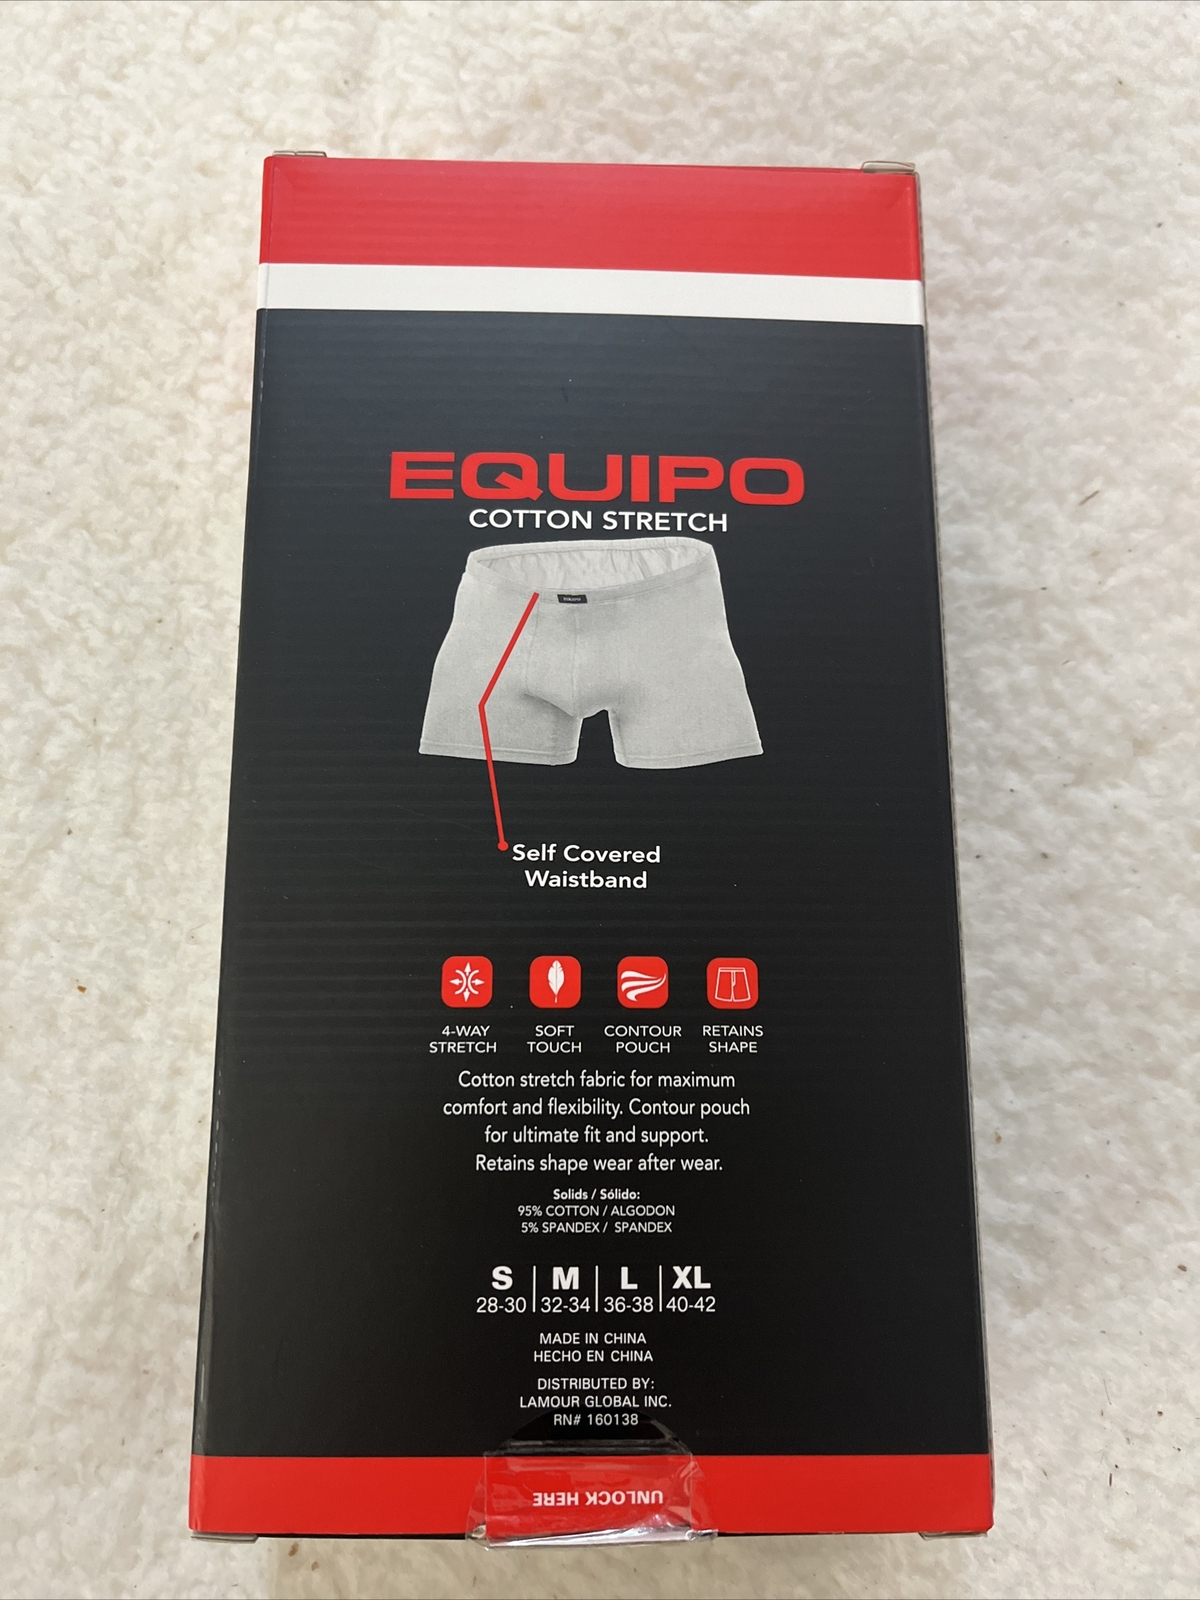 EQUIPO
COTTON STRETCH
Self Covered
Waistband
4-WAY
STRETCH
SOFT
TOUCH
CONTOUR
POUCH
RETAINS
SHAPE
Cotton stretch fabric for maximum
comfort and flexibility. Contour pouch
for ultimate fit and support.
Retains shape wear after wear.
Solids / Sólido:
95% COTTON / ALGODON
5% SPANDEX / SPANDEX
S | M | L | XL
28-30 | 32-34 | 36-38 | 40-42
MADE IN CHINA
HECHO EN CHINA
DISTRIBUTED BY:
LAMOUR GLOBAL INC.
RN# 160138
UNLOCK HERE